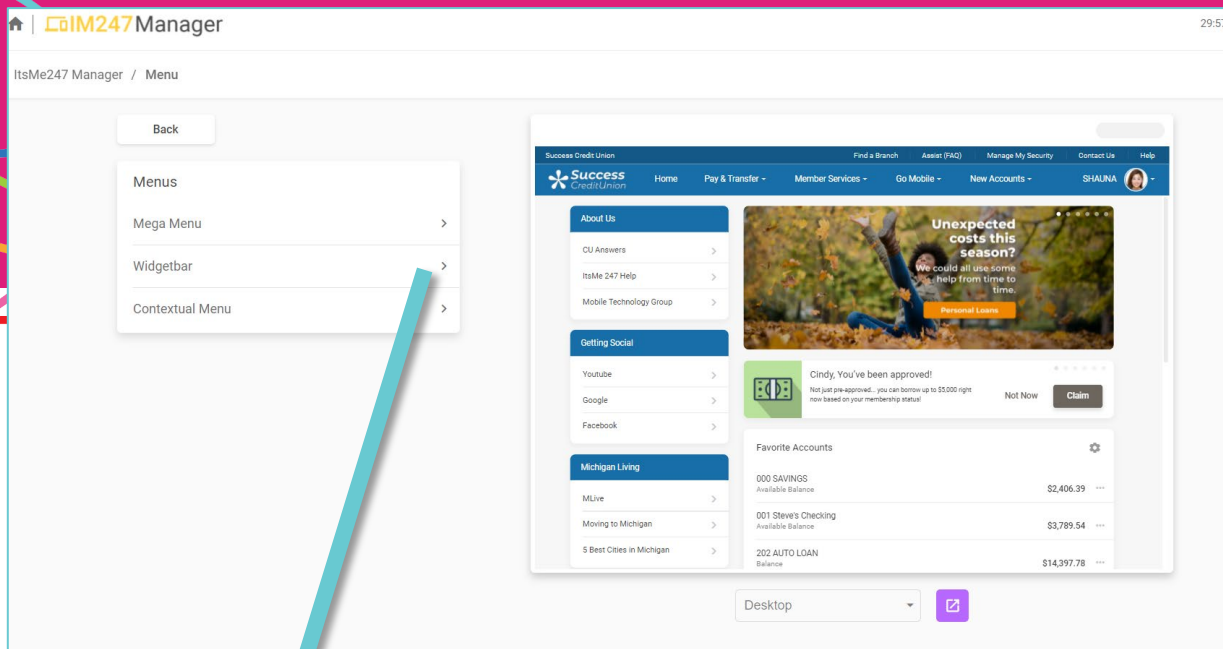 IM247Manager
29:57
ItsMe247 Manager / Menu
Back
Menus
Mega Menu
Widgetbar
Contextual Menu
Success Credit Union
Find a Branch Assist (FAQ) Manage My Security Contact Us Help
Success
CreditUnion
Home Pay & Transfer Member Services Go Mobile New Accounts SHAUNA
About Us
CU Answers
ItsMe 247 Help
Mobile Technology Group
Getting Social
Youtube
Google
Facebook
Michigan Living
MLive
Moving to Michigan
5 Best Cities in Michigan
Unexpected
costs this
season?
We could all use some
help from time to
time.
Personal Loans
Cindy, You've been approved!
Not just pre-approved... you can borrow up to $5,000 right
now based on your membership status!
Not Now Claim
Favorite Accounts
000 SAVINGS
Available Balance
$2,406.39
001 Steve's Checking
Available Balance
$3,789.54
202 AUTO LOAN
Balance
$14,397.78
Desktop